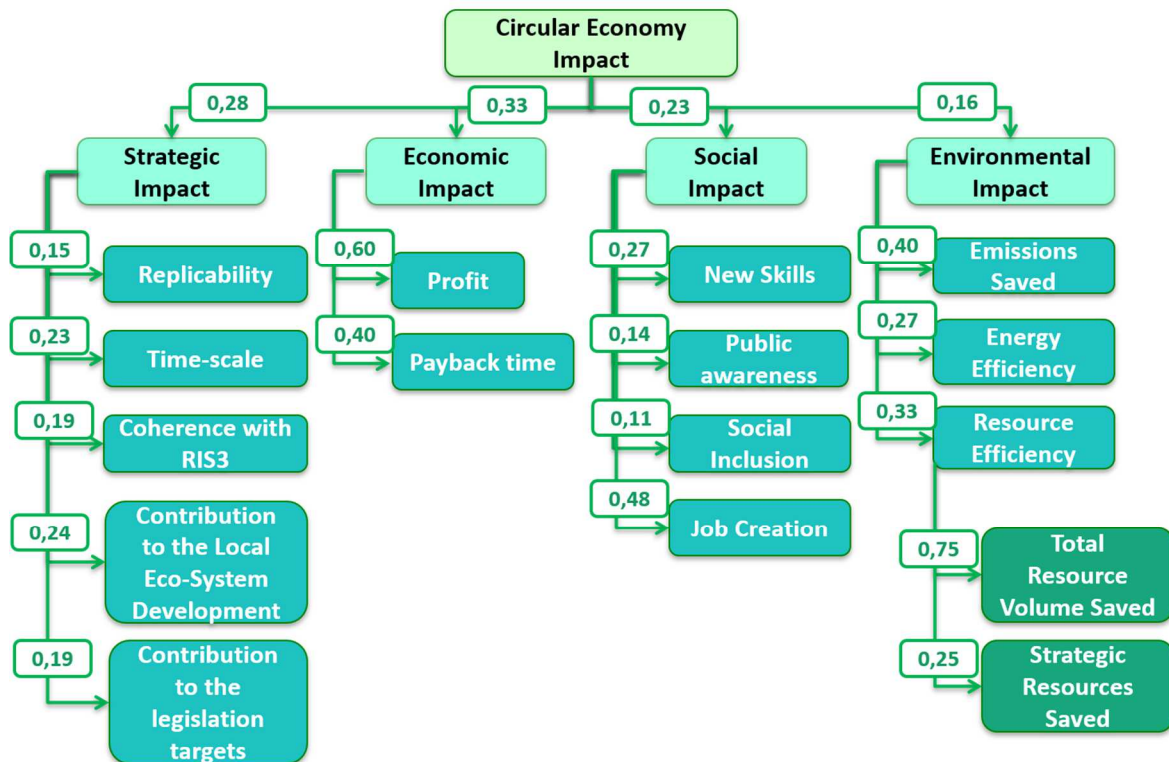 Circular Economy
Impact
0,28
0,33
0,23
0,16
Strategic
Impact
Economic
Impact
Social
Impact
Environmental
Impact
0,15
Replicability
0,23
Time-scale
0,19
Coherence with
RIS3
0,24
Contribution
to the Local
Eco-System
Development
0,19
Contribution
to the
legislation
targets
0,60
Profit
0,40
Payback time
0,27
New Skills
0,14
Public
awareness
0,11
Social
Inclusion
0,48
Job Creation
0,40
Emissions
Saved
0,27
Energy
Efficiency
0,33
Resource
Efficiency
0,75
Total
Resource
Volume Saved
0,25
Strategic
Resources
Saved